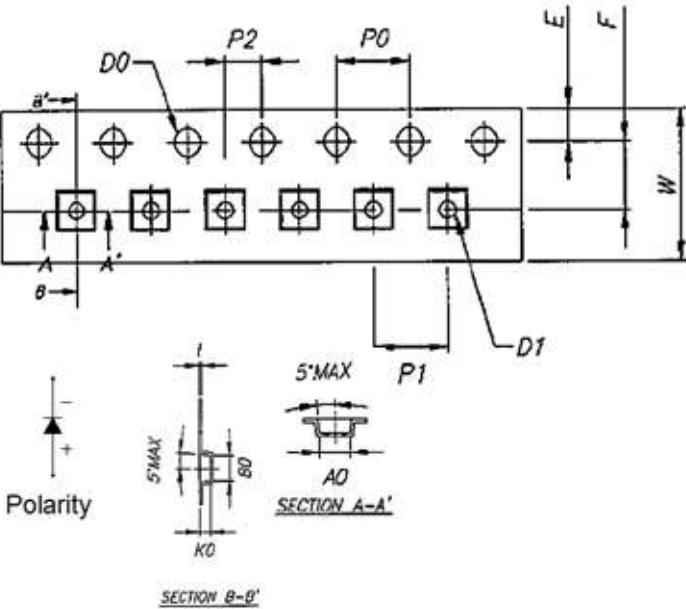 P2
P0
E
F
D0
B'
W
A
A'
B
D1
P1
t
5°MAX
-
+
5°MAX
B0
A0
Polarity
SECTION A-A'
K0
SECTION B-B'